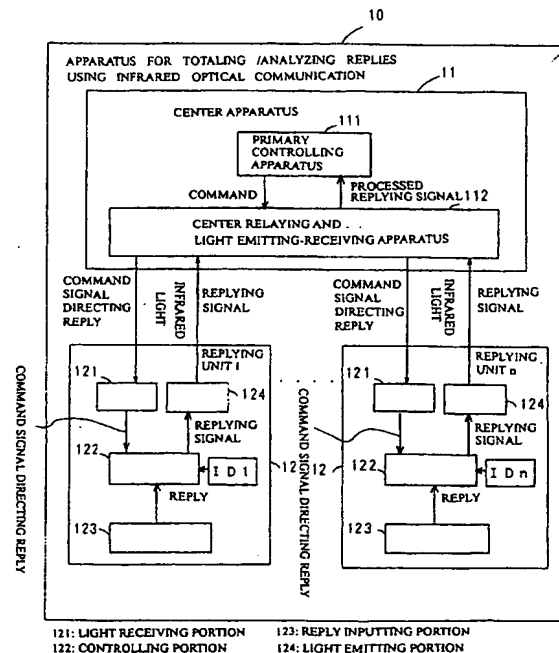 10
APPARATUS FOR TOTALING /ANALYZING REPLIES
USING INFRARED OPTICAL COMMUNICATION
11
CENTER APPARATUS
111
PRIMARY
CONTROLLING
APPARATUS
COMMAND
PROCESSED
REPLYING SIGNAL
112
CENTER RELAYING AND . .
LIGHT EMITTING-RECEIVING APPARATUS
COMMAND
SIGNAL
DIRECTING
REPLY
INFRARED
LIGHT
REPLYING
SIGNAL
COMMAND
SIGNAL
DIRECTING
REPLY
INFRARED
LIGHT
REPLYING
SIGNAL
COMMAND SIGNAL DIRECTING REPLY
REPLYING
UNIT 1
121
124
REPLYING
SIGNAL
122
ID1
12
REPLY
123
. . . . .
COMMAND SIGNAL DIRECTING REPLY
REPLYING
UNIT n
121
124
REPLYING
SIGNAL
12
122
IDn
REPLY
123
121: LIGHT RECEIVING PORTION
123: REPLY INPUTTING PORTION
122: CONTROLLING PORTION
124: LIGHT EMITTING PORTION